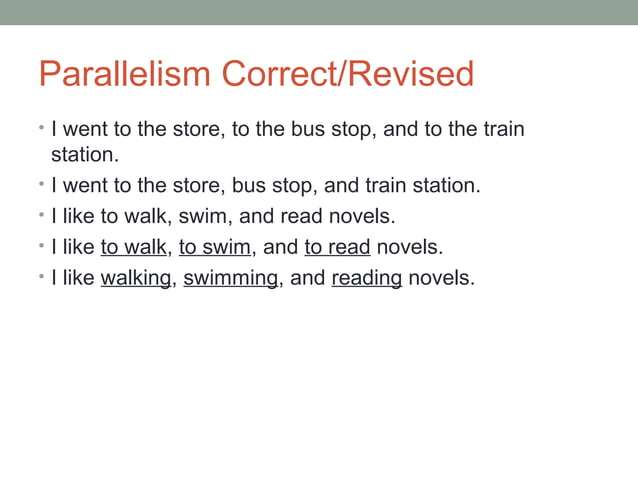 Parallelism Correct/Revised
• I went to the store, to the bus stop, and to the train
station.
• I went to the store, bus stop, and train station.
• I like to walk, swim, and read novels.
• I like to walk, to swim, and to read novels.
• I like walking, swimming, and reading novels.